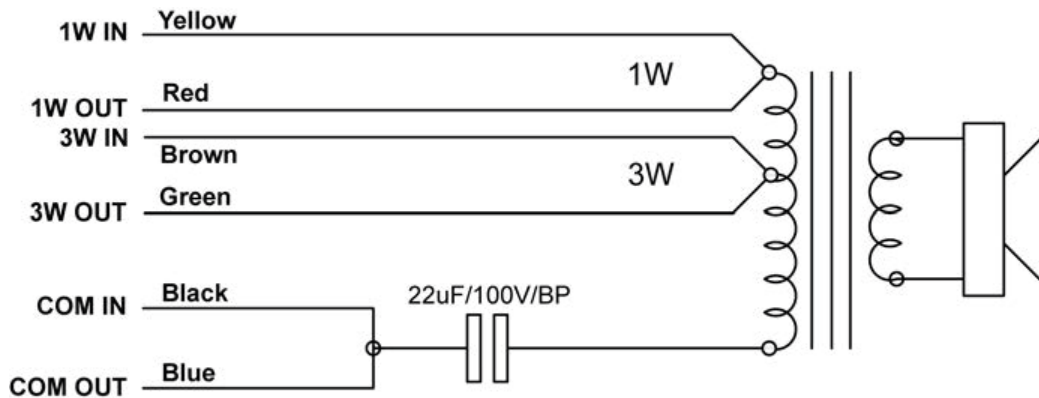 1W IN Yellow
1W
1W OUT Red
3W IN
Brown
3W
3W OUT Green
COM IN Black
22uF/100V/BP
COM OUT Blue